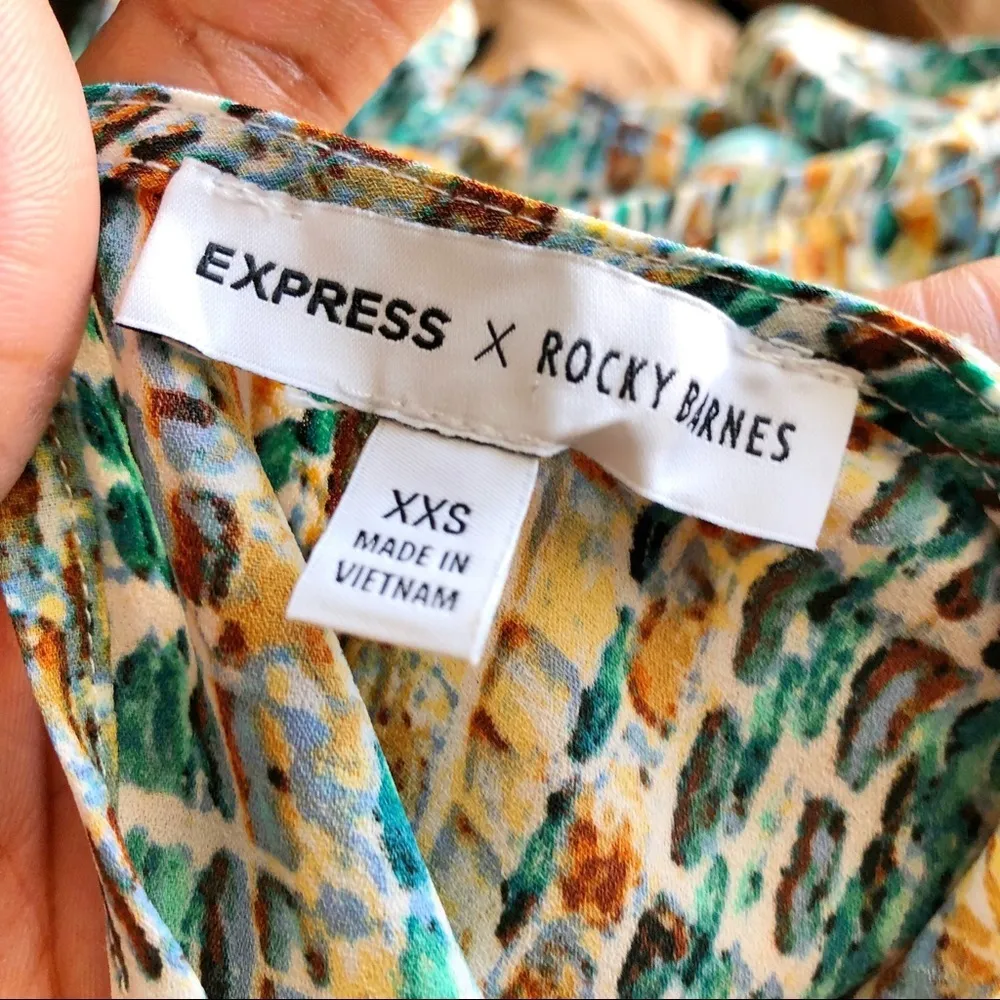 EXPRESS X ROCKY BARNES
XXS
MADE IN
VIETNAM